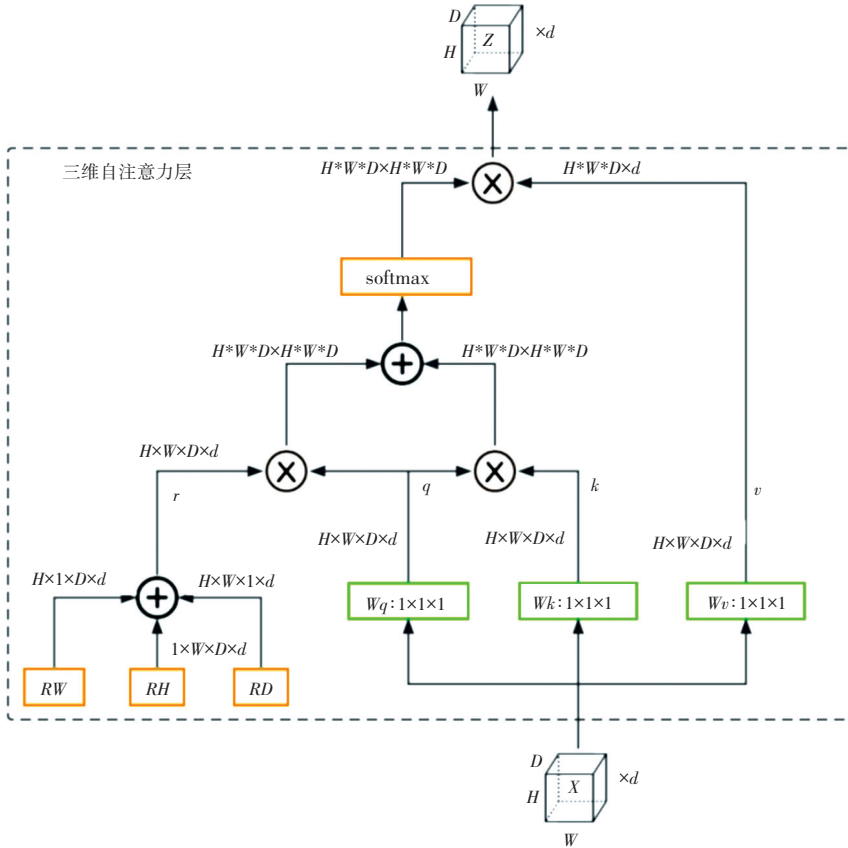 D
Z
×d
H
W
三维自注意力层
H*W*D×H*W*D
H*W*D×d
softmax
H*W*D×H*W*D
H*W*D×H*W*D
H×W×D×d
r
q
k
v
H×W×D×d
H×W×D×d
H×W×D×d
H×1×D×d
H×W×1×d
Wq:1×1×1
Wk:1×1×1
Wv:1×1×1
1×W×D×d
RW
RH
RD
D
X
×d
H
W